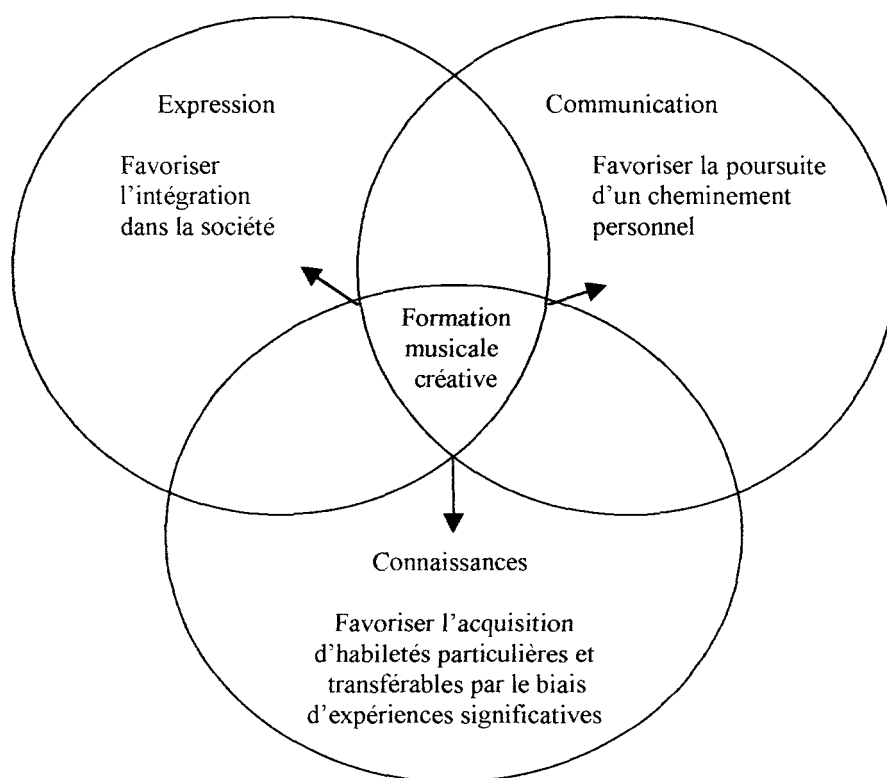 Expression
Favoriser
l'intégration
dans la société
Communication
Favoriser la poursuite
d'un cheminement
personnel
Formation
musicale
créative
Connaissances
Favoriser l'acquisition
d'habiletés particulières et
transférables par le biais
d'expériences significatives